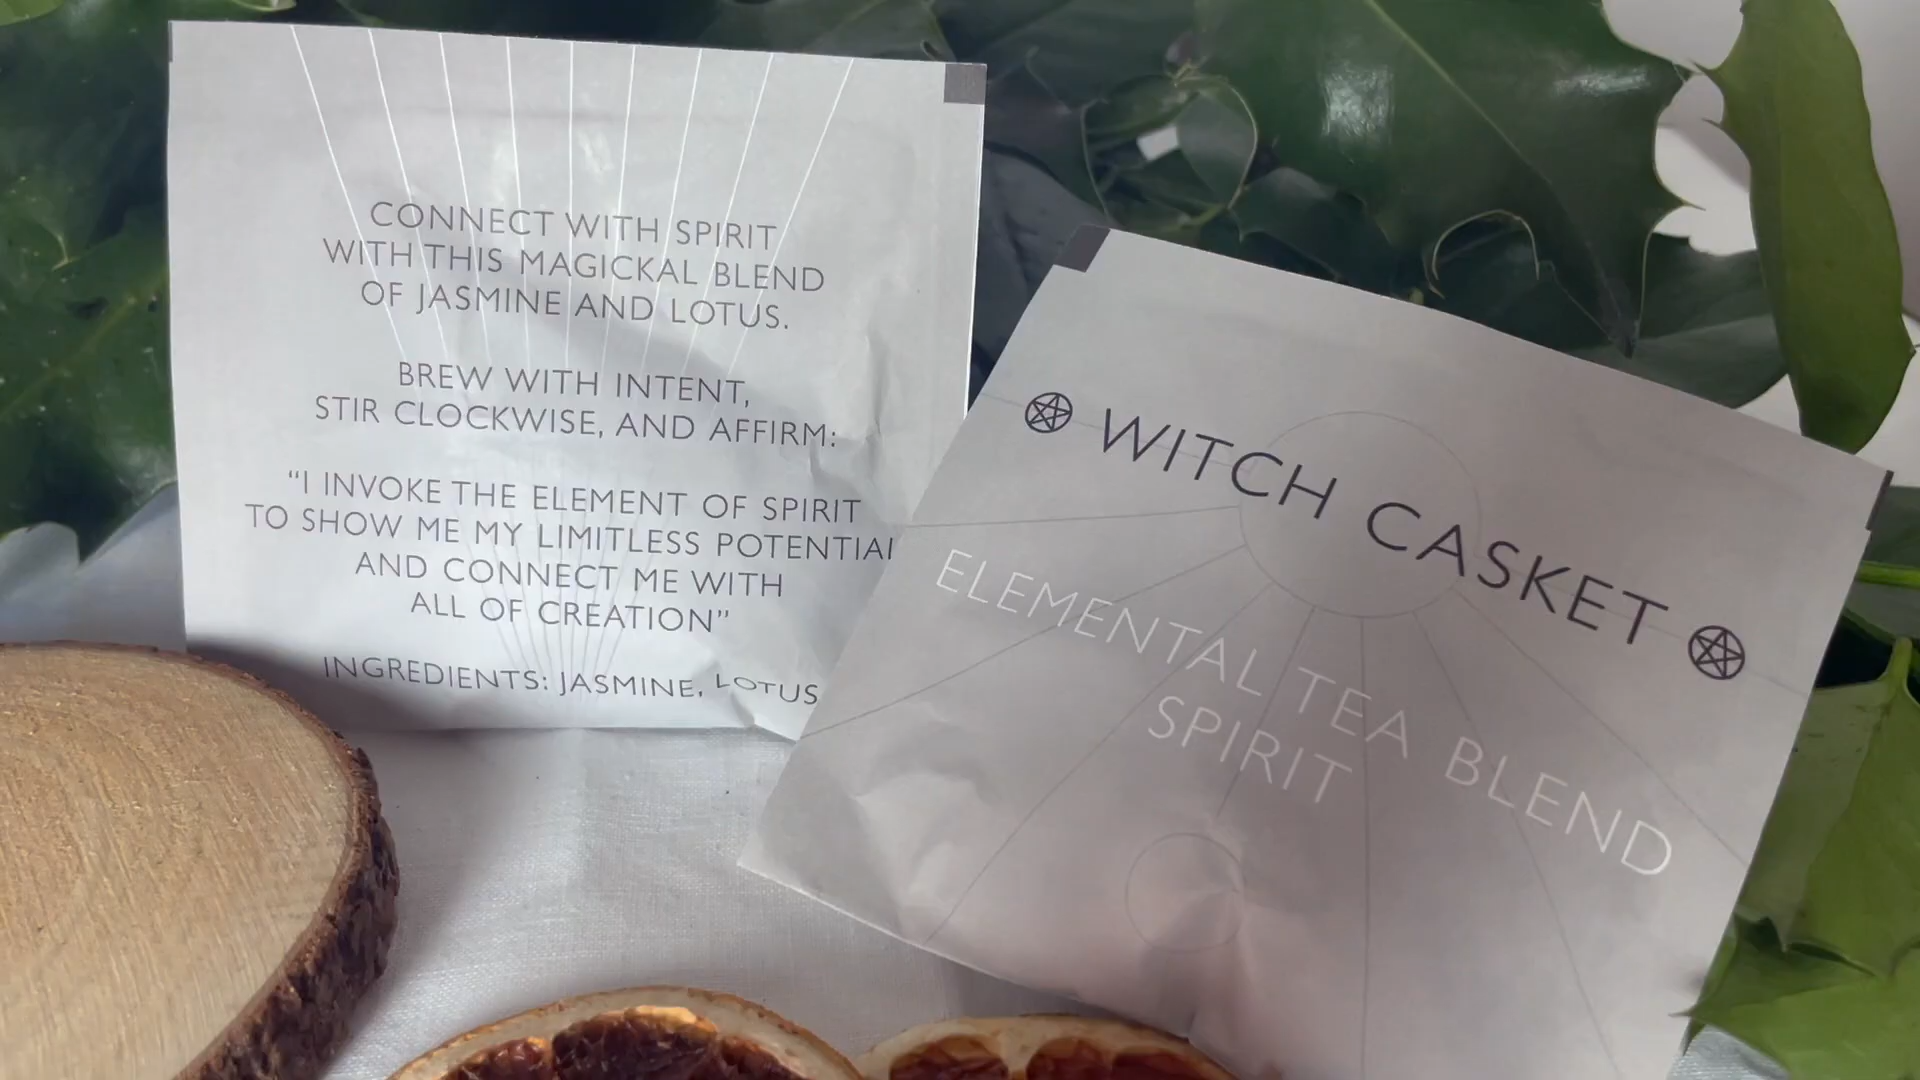 CONNECT WITH SPIRIT
WITH THIS MAGICKAL BLEND
OF JASMINE AND LOTUS.
BREW WITH INTENT,
STIR CLOCKWISE, AND AFFIRM:
“I INVOKE THE ELEMENT OF SPIRIT
TO SHOW ME MY LIMITLESS POTENTIAL
AND CONNECT ME WITH
ALL OF CREATION”
INGREDIENTS: JASMINE, LOTUS
WITCH CASKET
ELEMENTAL TEA BLEND
SPIRIT